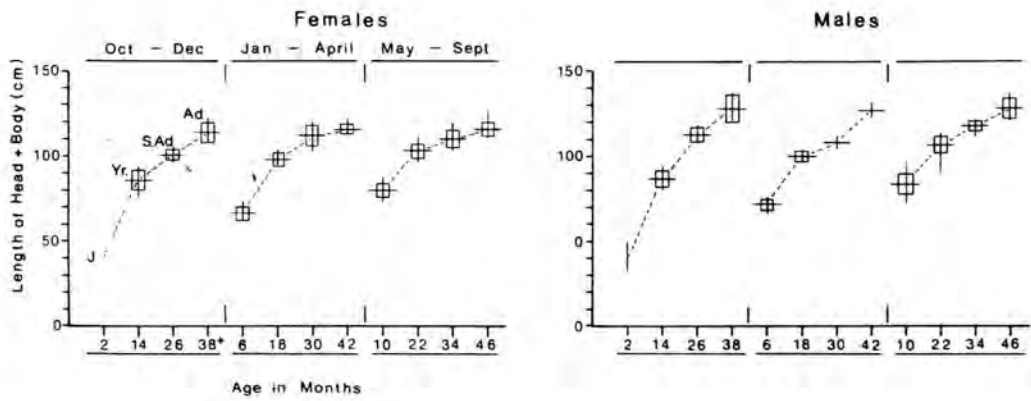 Females
Males
Oct – Dec
Jan – April
May – Sept
Length of Head + Body (cm)
150
100
50
0
J
Yr.
S.Ad
Ad
2 14 26 38+ 6 18 30 42 10 22 34 46
Age in Months
150
100
0
0
2 14 26 38 6 18 30 42 10 22 34 46